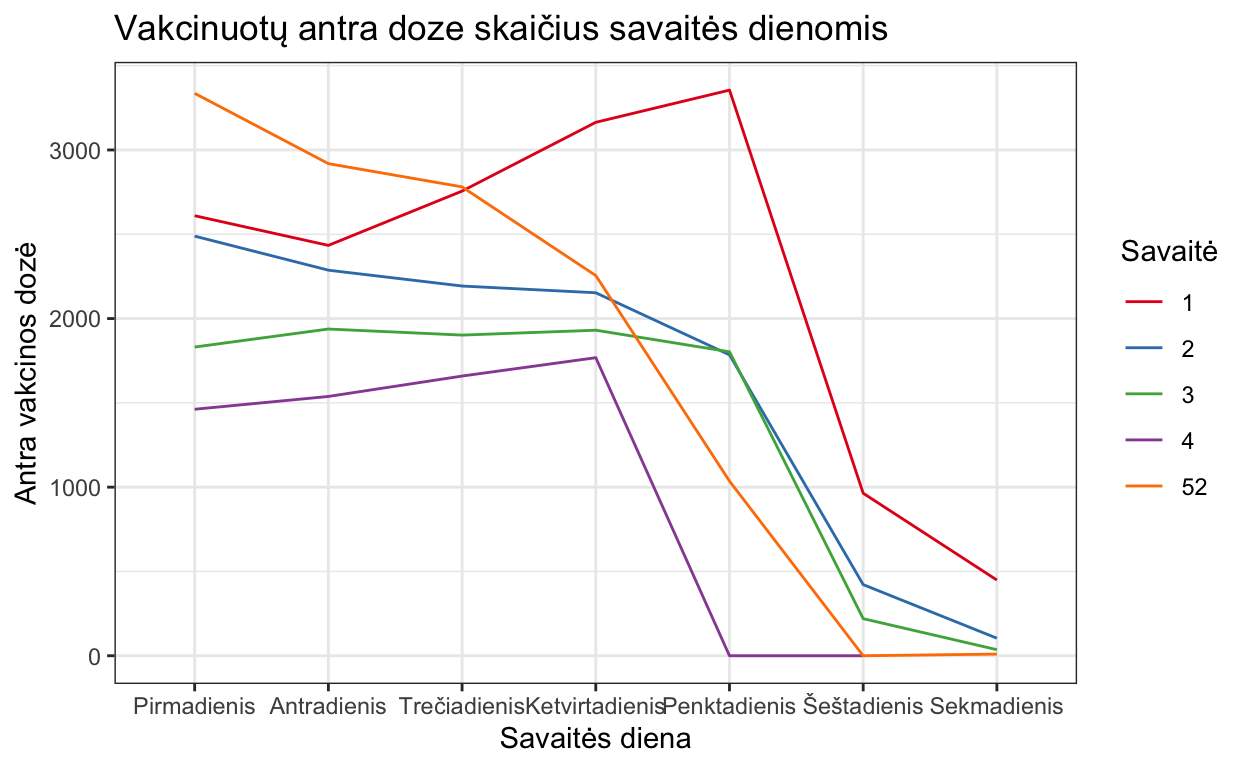 Vakcinuotų antra doze skaičius savaitės dienomis
Antra vakcinos dozė
3000
2000
1000
0
Pirmadienis Antradienis Trečiadienis Ketvirtadienis Penktadienis Šeštadienis Sekmadienis
Savaitės diena
Savaitė
1
2
3
4
52